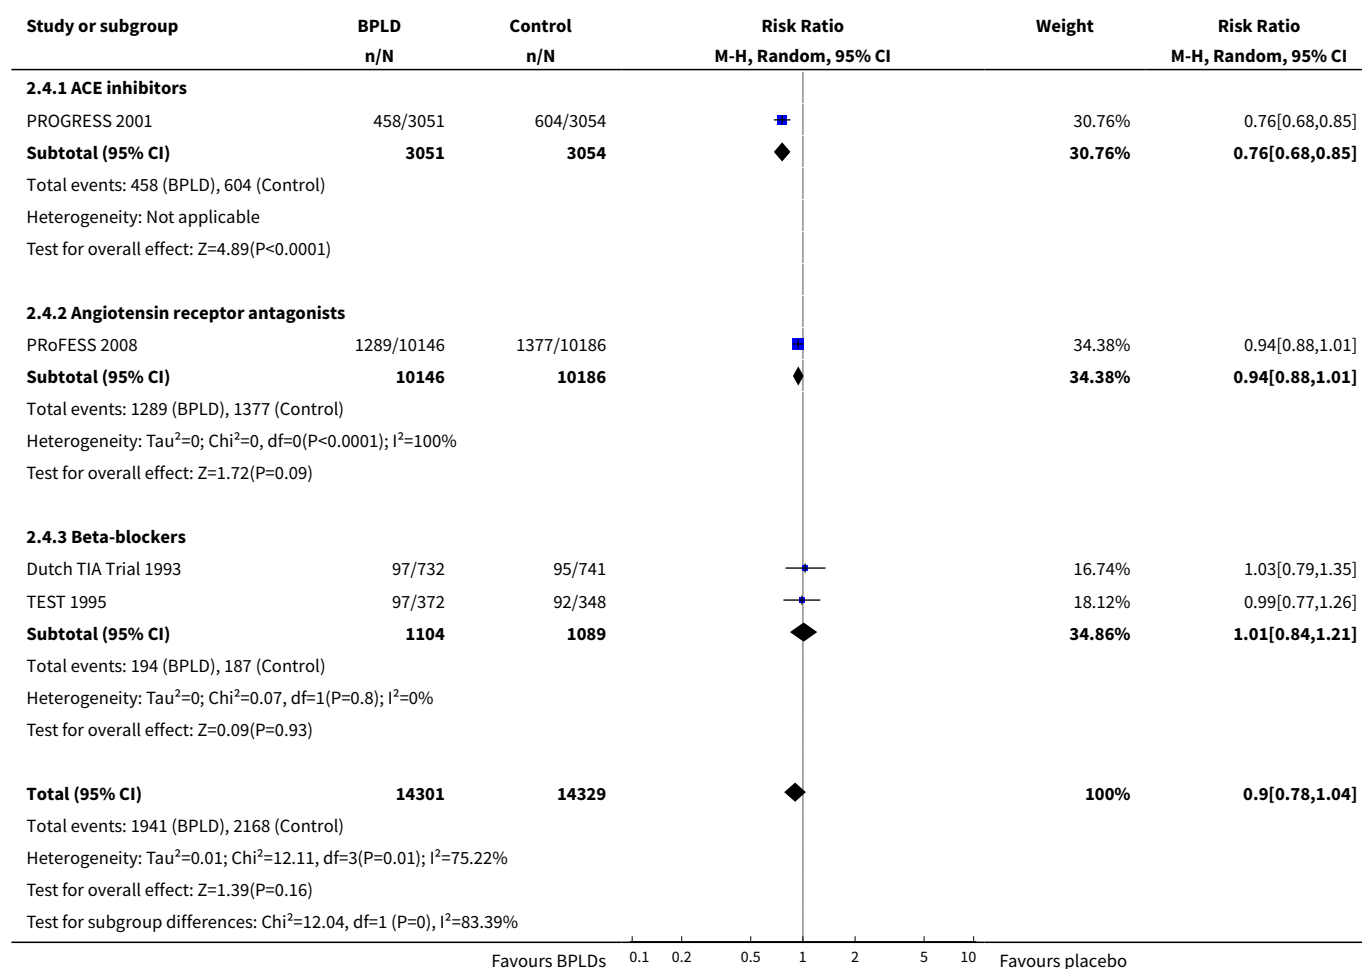 Study or subgroup BPLD Control Risk Ratio Weight Risk Ratio
n/N n/N M-H, Random, 95% CI M-H, Random, 95% CI
2.4.1 ACE inhibitors
PROGRESS 2001 458/3051 604/3054 30.76% 0.76[0.68,0.85]
Subtotal (95% CI) 3051 3054 30.76% 0.76[0.68,0.85]
Total events: 458 (BPLD), 604 (Control)
Heterogeneity: Not applicable
Test for overall effect: Z=4.89(P<0.0001)
2.4.2 Angiotensin receptor antagonists
PRoFESS 2008 1289/10146 1377/10186 34.38% 0.94[0.88,1.01]
Subtotal (95% CI) 10146 10186 34.38% 0.94[0.88,1.01]
Total events: 1289 (BPLD), 1377 (Control)
Heterogeneity: Tau²=0; Chi²=0, df=0(P<0.0001); I²=100%
Test for overall effect: Z=1.72(P=0.09)
2.4.3 Beta-blockers
Dutch TIA Trial 1993 97/732 95/741 16.74% 1.03[0.79,1.35]
TEST 1995 97/372 92/348 18.12% 0.99[0.77,1.26]
Subtotal (95% CI) 1104 1089 34.86% 1.01[0.84,1.21]
Total events: 194 (BPLD), 187 (Control)
Heterogeneity: Tau²=0; Chi²=0.07, df=1(P=0.8); I²=0%
Test for overall effect: Z=0.09(P=0.93)
Total (95% CI) 14301 14329 100% 0.9[0.78,1.04]
Total events: 1941 (BPLD), 2168 (Control)
Heterogeneity: Tau²=0.01; Chi²=12.11, df=3(P=0.01); I²=75.22%
Test for overall effect: Z=1.39(P=0.16)
Test for subgroup differences: Chi²=12.04, df=1 (P=0), I²=83.39%
Favours BPLDs 0.1 0.2 0.5 1 2 5 10 Favours placebo